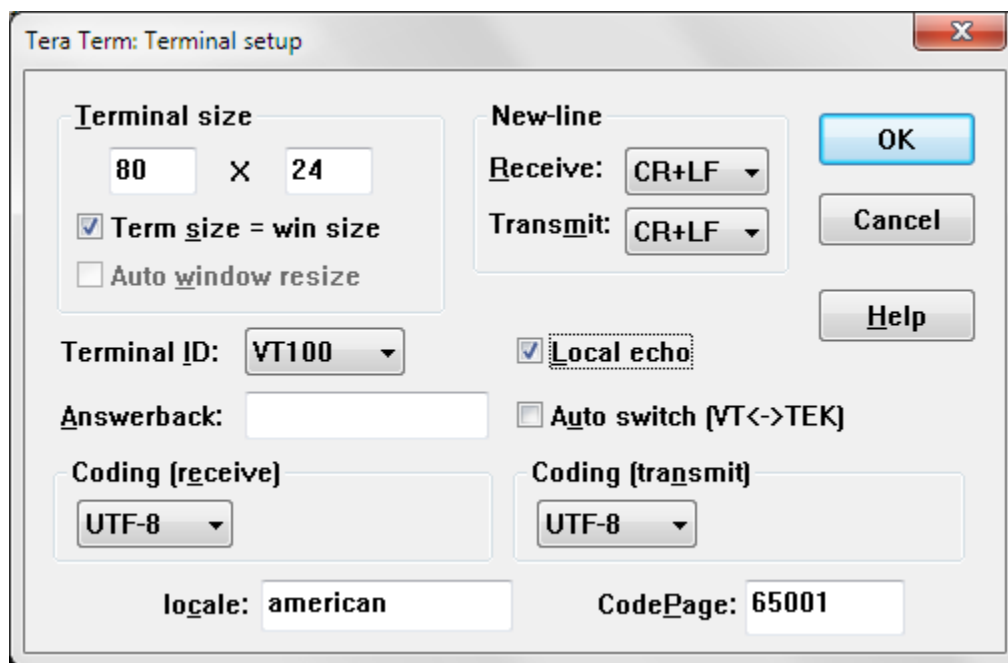 Tera Term: Terminal setup
Terminal size
80 X 24
Term size = win size
Auto window resize
New-line
Receive: CR+LF
Transmit: CR+LF
OK
Cancel
Help
Terminal ID: VT100
Local echo
Answerback:
Auto switch (VT<->TEK)
Coding (receive)
UTF-8
Coding (transmit)
UTF-8
locale: american
CodePage: 65001